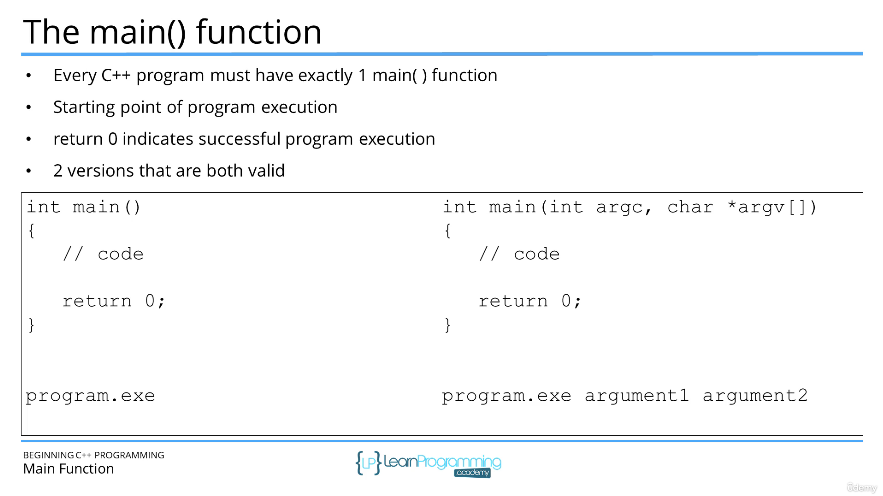 The main() function
• Every C++ program must have exactly 1 main( ) function
• Starting point of program execution
• return 0 indicates successful program execution
• 2 versions that are both valid
int main()
{
// code
return 0;
}
program.exe
int main(int argc, char *argv[])
{
// code
return 0;
}
program.exe argument1 argument2
BEGINNING C++ PROGRAMMING
Main Function
{LP} LearnProgramming
academy
Udemy